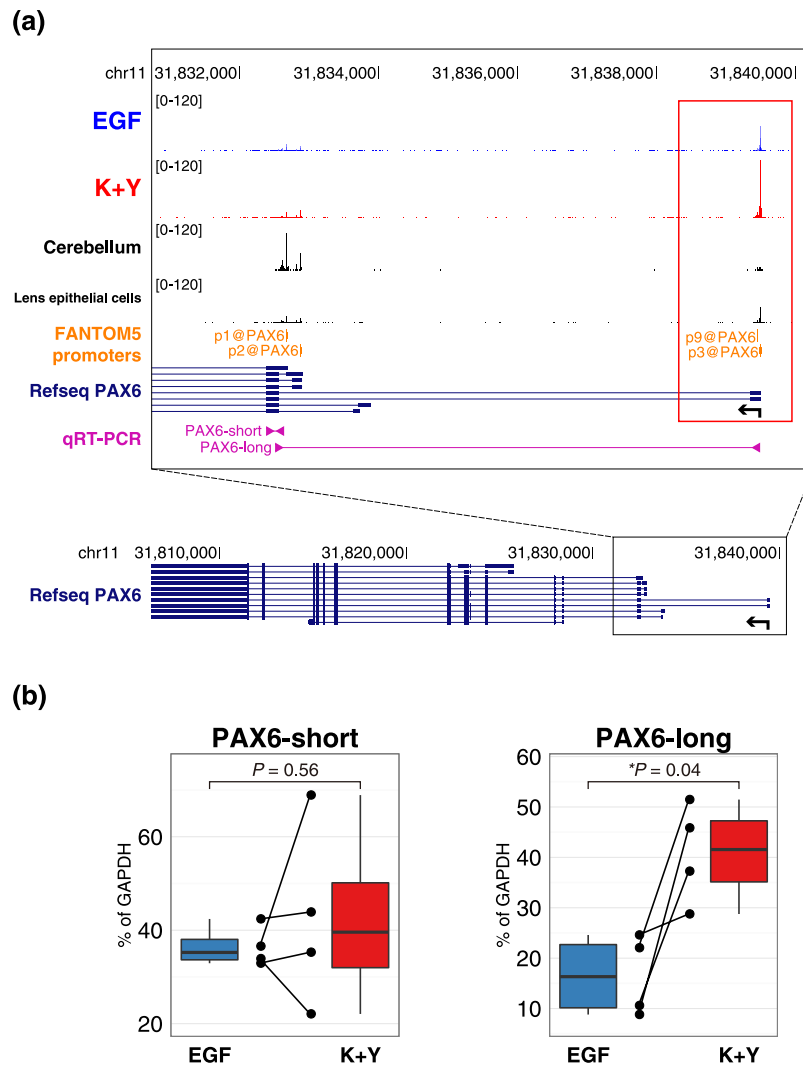 (a)
chr11 31,832,000 31,834,000 31,836,000 31,838,000 31,840,000
EGF [0-120]
K+Y [0-120]
Cerebellum [0-120]
Lens epithelial cells [0-120]
FANTOM5 promoters
p1@PAX6 p9@PAX6
p2@PAX6 p3@PAX6
Refseq PAX6
qRT-PCR
PAX6-short
PAX6-long
chr11 31,810,000 31,820,000 31,830,000 31,840,000
Refseq PAX6
(b)
PAX6-short
P = 0.56
% of GAPDH
60
40
20
EGF K+Y
PAX6-long
*P = 0.04
% of GAPDH
60
50
40
30
20
10
EGF K+Y